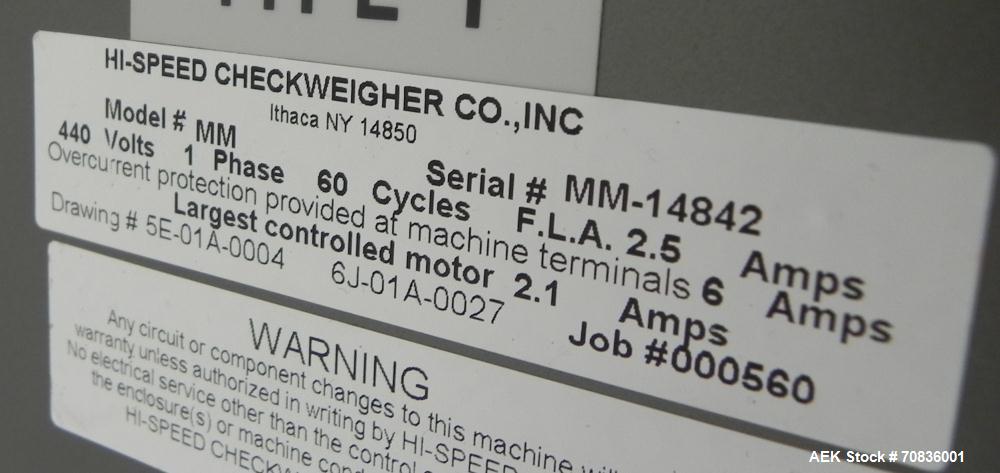 HI-SPEED CHECKWEIGHER CO.,INC
Ithaca NY 14850
Model # MM Serial # MM-14842
440 Volts 1 Phase 60 Cycles F.L.A. 2.5 Amps
Overcurrent protection provided at machine terminals 6 Amps
Largest controlled motor 2.1 Amps
Drawing # 5E-01A-0004 6J-01A-0027 Job #000560
WARNING
Any circuit or component changes to this machine
warranty unless authorized in writing by HI-SPEED
No electrical service other than the control
the enclosure(s) or machine
HI-SPEED
AEK Stock # 70836001